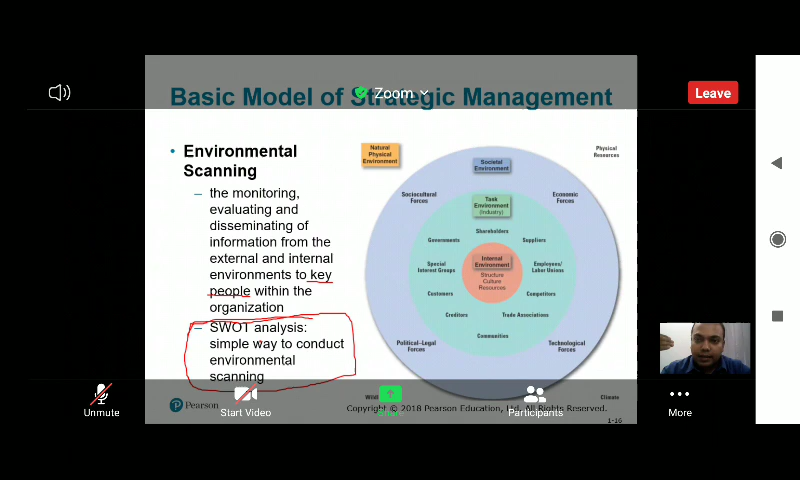 Zoom
Leave
Basic Model of Strategic Management
• Environmental
Scanning
– the monitoring,
evaluating and
disseminating of
information from the
external and internal
environments to key
people within the
organization
– SWOT analysis:
simple way to conduct
environmental
scanning
Natural
Physical
Environment
Societal
Environment
Physical
Resources
Sociocultural
Forces
Economic
Forces
Task
Environment
(Industry)
Shareholders
Governments
Suppliers
Special
Interest Groups
Internal
Environment
Structure
Culture
Resources
Employees/
Labor Unions
Customers
Competitors
Creditors
Trade Associations
Communities
Political–Legal
Forces
Technological
Forces
Climate
Pearson
Copyright © 2018 Pearson Education, Ltd. All Rights Reserved.
1-16
Unmute
Start Video
Share
Participants
More